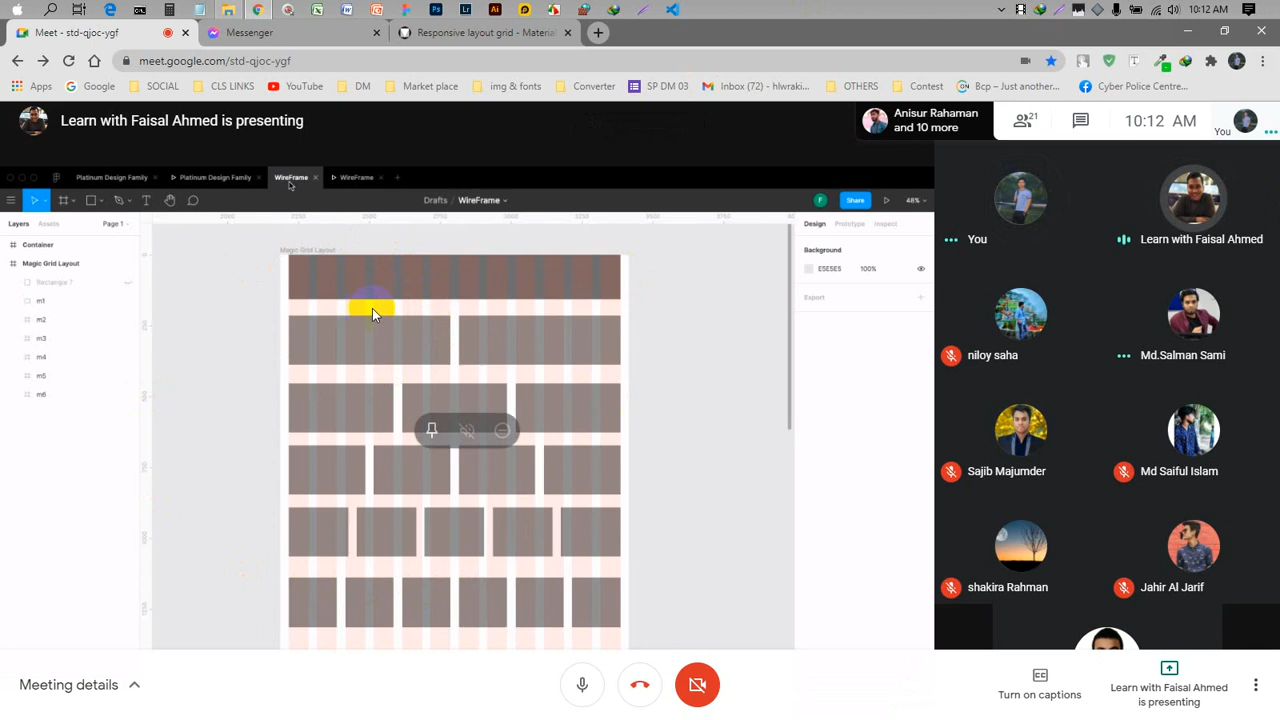 10:12 AM
Meet - std-qjoc-ygf
Messenger
Responsive layout grid - Material
meet.google.com/std-qjoc-ygf
Apps
Google
SOCIAL
CLS LINKS
YouTube
DM
Market place
img & fonts
Converter
SP DM 03
Inbox (72) - hlwraki...
OTHERS
Contest
Bcp – Just another...
Cyber Police Centre...
Learn with Faisal Ahmed is presenting
Anisur Rahaman
and 10 more
21
10:12 AM
You
Platinum Design Family
Platinum Design Family
WireFrame
WireFrame
Drafts / WireFrame
F
Share
48%
Layers
Assets
Page 1
Design
Prototype
Inspect
Container
Magic Grid Layout
Rectangle 7
m1
m2
m3
m4
m5
m6
Magic Grid Layout
Background
E5E5E5
100%
Export
You
Learn with Faisal Ahmed
niloy saha
Md.Salman Sami
Sajib Majumder
Md Saiful Islam
shakira Rahman
Jahir Al Jarif
Meeting details
Turn on captions
Learn with Faisal Ahmed
is presenting